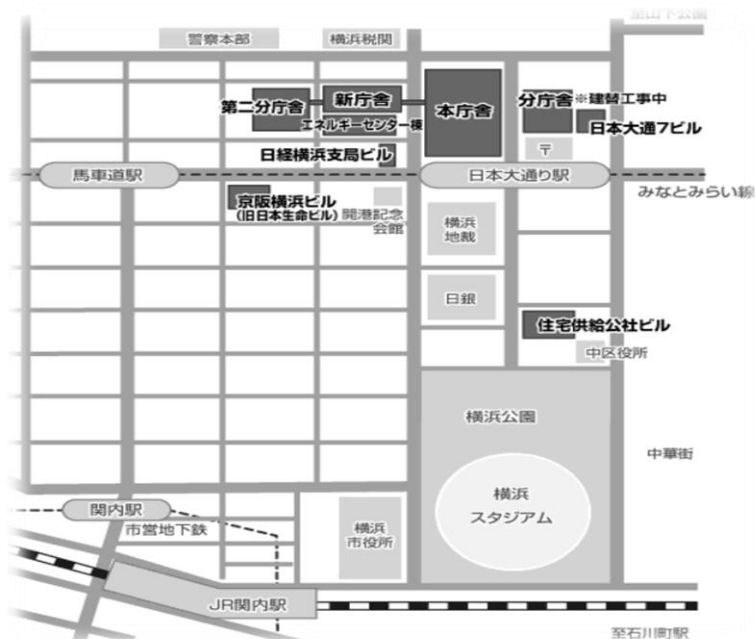 至山下公園
警察本部
横浜税関
第二分庁舎
新庁舎
エネルギーセンター棟
本庁舎
分庁舎※建替工事中
日本大通7ビル
日経横浜支局ビル
〒
馬車道駅
日本大通り駅
みなとみらい線
京阪横浜ビル
(旧日本生命ビル)
開港記念
会館
横浜
地裁
日銀
住宅供給公社ビル
中区役所
横浜公園
中華街
横浜
スタジアム
関内駅
市営地下鉄
横浜
市役所
JR関内駅
至石川町駅